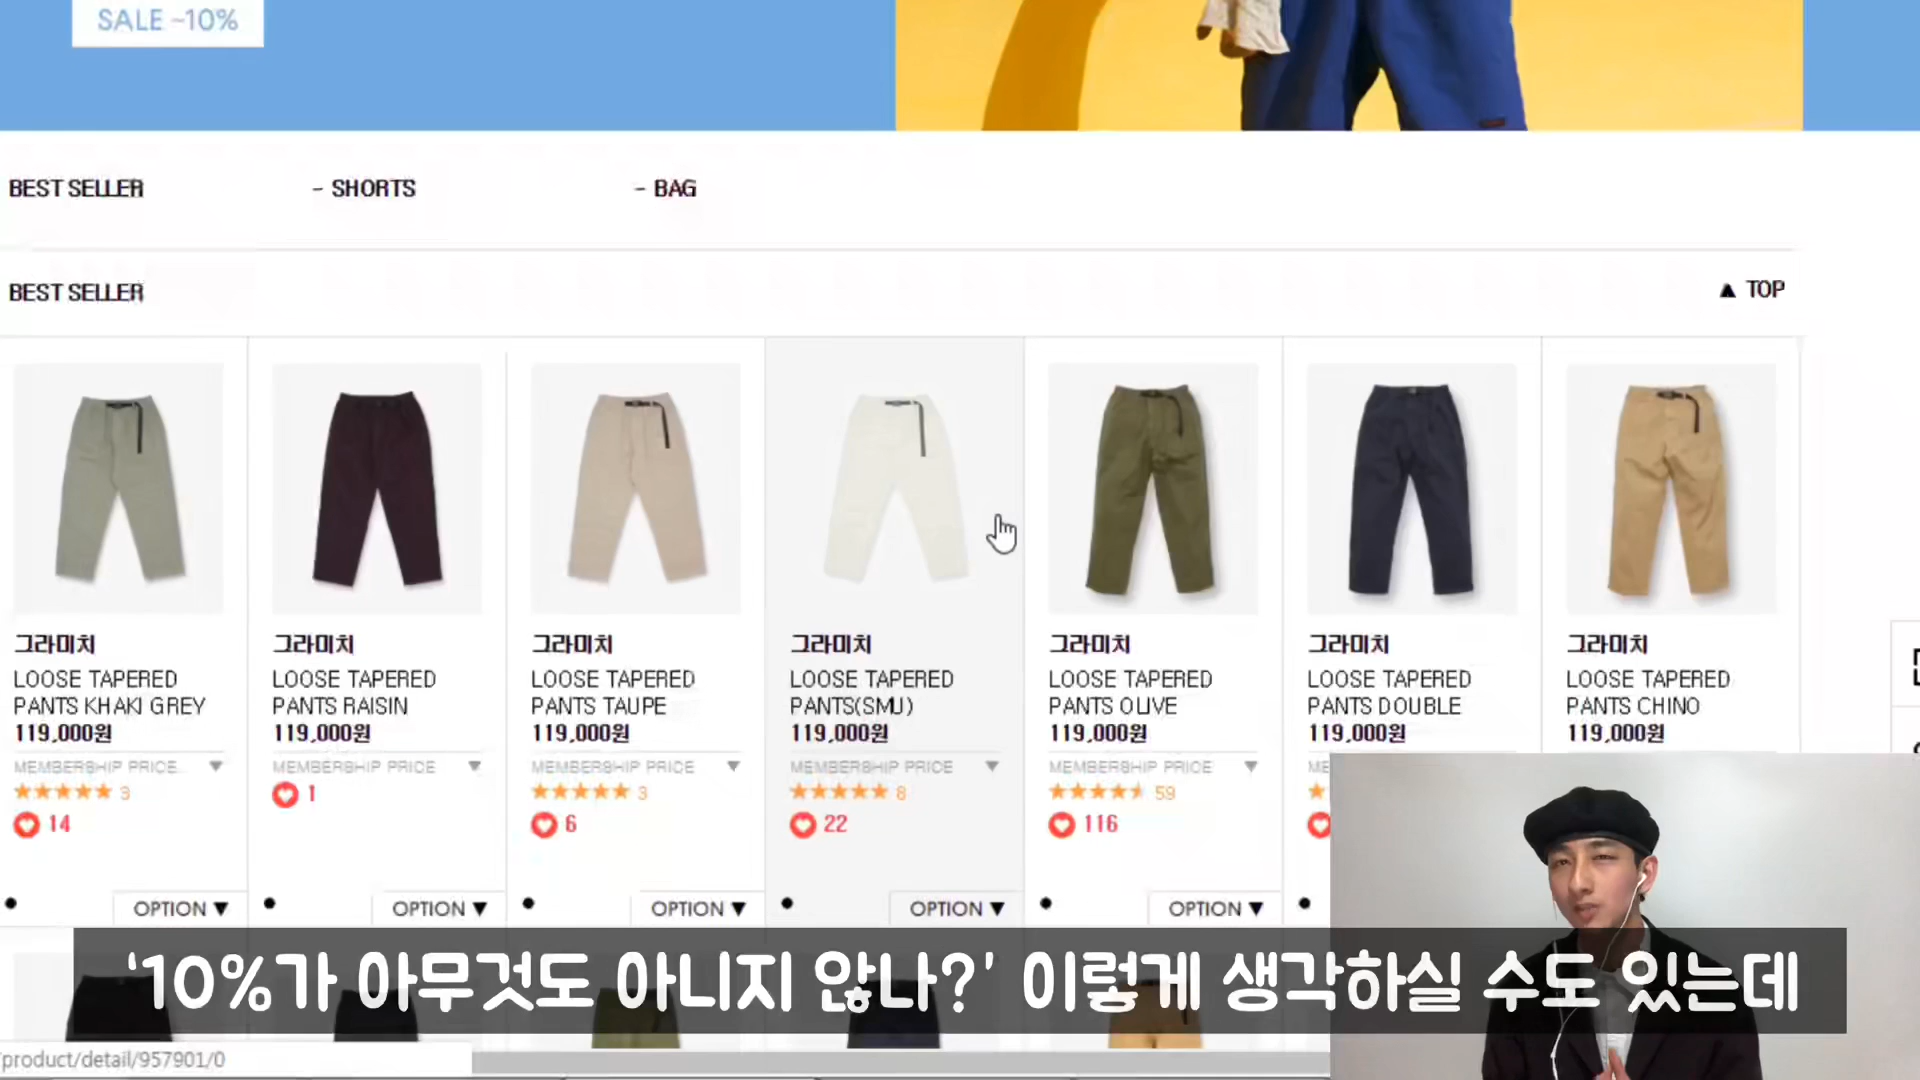 SALE ~10%
BEST SELLER
- SHORTS
- BAG
BEST SELLER
▲ TOP
그라미치
LOOSE TAPERED
PANTS KHAKI GREY
119,000원
MEMBERSHIP PRICE ▼
★★★★★ 3
14
OPTION ▼
그라미치
LOOSE TAPERED
PANTS RAISIN
119,000원
MEMBERSHIP PRICE ▼
1
OPTION ▼
그라미치
LOOSE TAPERED
PANTS TAUPE
119,000원
MEMBERSHIP PRICE ▼
★★★★★ 3
6
OPTION ▼
그라미치
LOOSE TAPERED
PANTS(SMU)
119,000원
MEMBERSHIP PRICE ▼
★★★★★ 8
22
OPTION ▼
그라미치
LOOSE TAPERED
PANTS OLIVE
119,000원
MEMBERSHIP PRICE ▼
59
116
OPTION ▼
그라미치
LOOSE TAPERED
PANTS DOUBLE
119,000원
그라미치
LOOSE TAPERED
PANTS CHINO
119,000원
‘10%가 아무것도 아니지 않나?’ 이렇게 생각하실 수도 있는데
/product/detail/957901/0